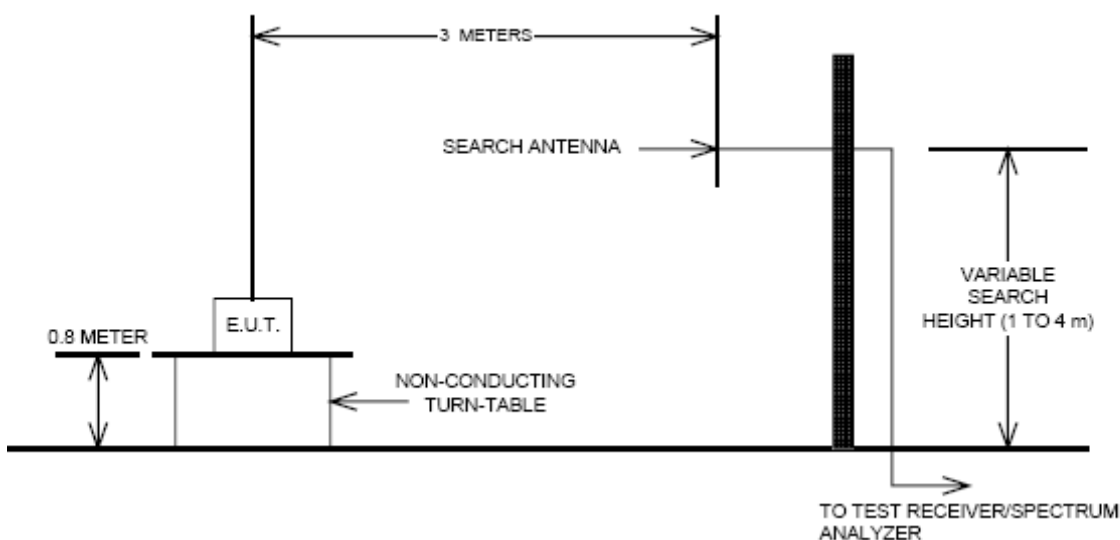 3 METERS
SEARCH ANTENNA
VARIABLE
SEARCH
HEIGHT (1 TO 4 m)
E.U.T.
0.8 METER
NON-CONDUCTING
TURN-TABLE
TO TEST RECEIVER/SPECTRUM
ANALYZER